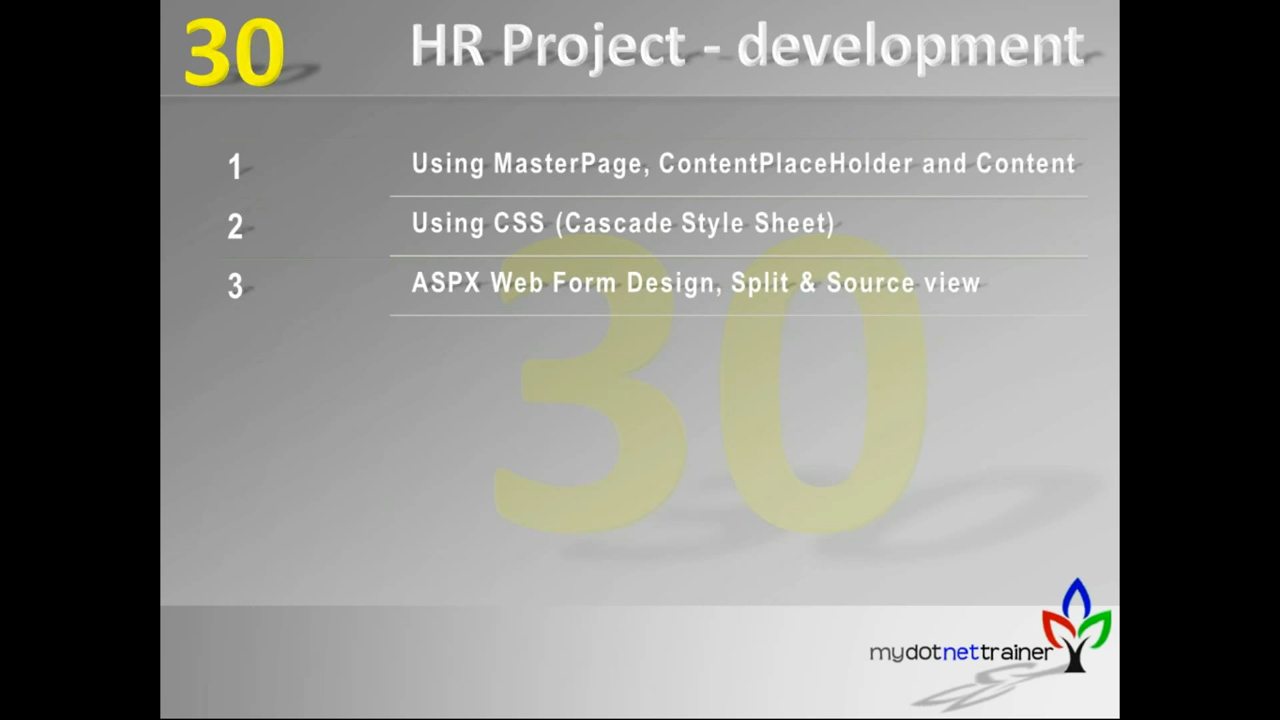 30 HR Project - development
1 Using MasterPage, ContentPlaceHolder and Content
2 Using CSS (Cascade Style Sheet)
3 ASPX Web Form Design, Split & Source view
30
mydotnettrainer